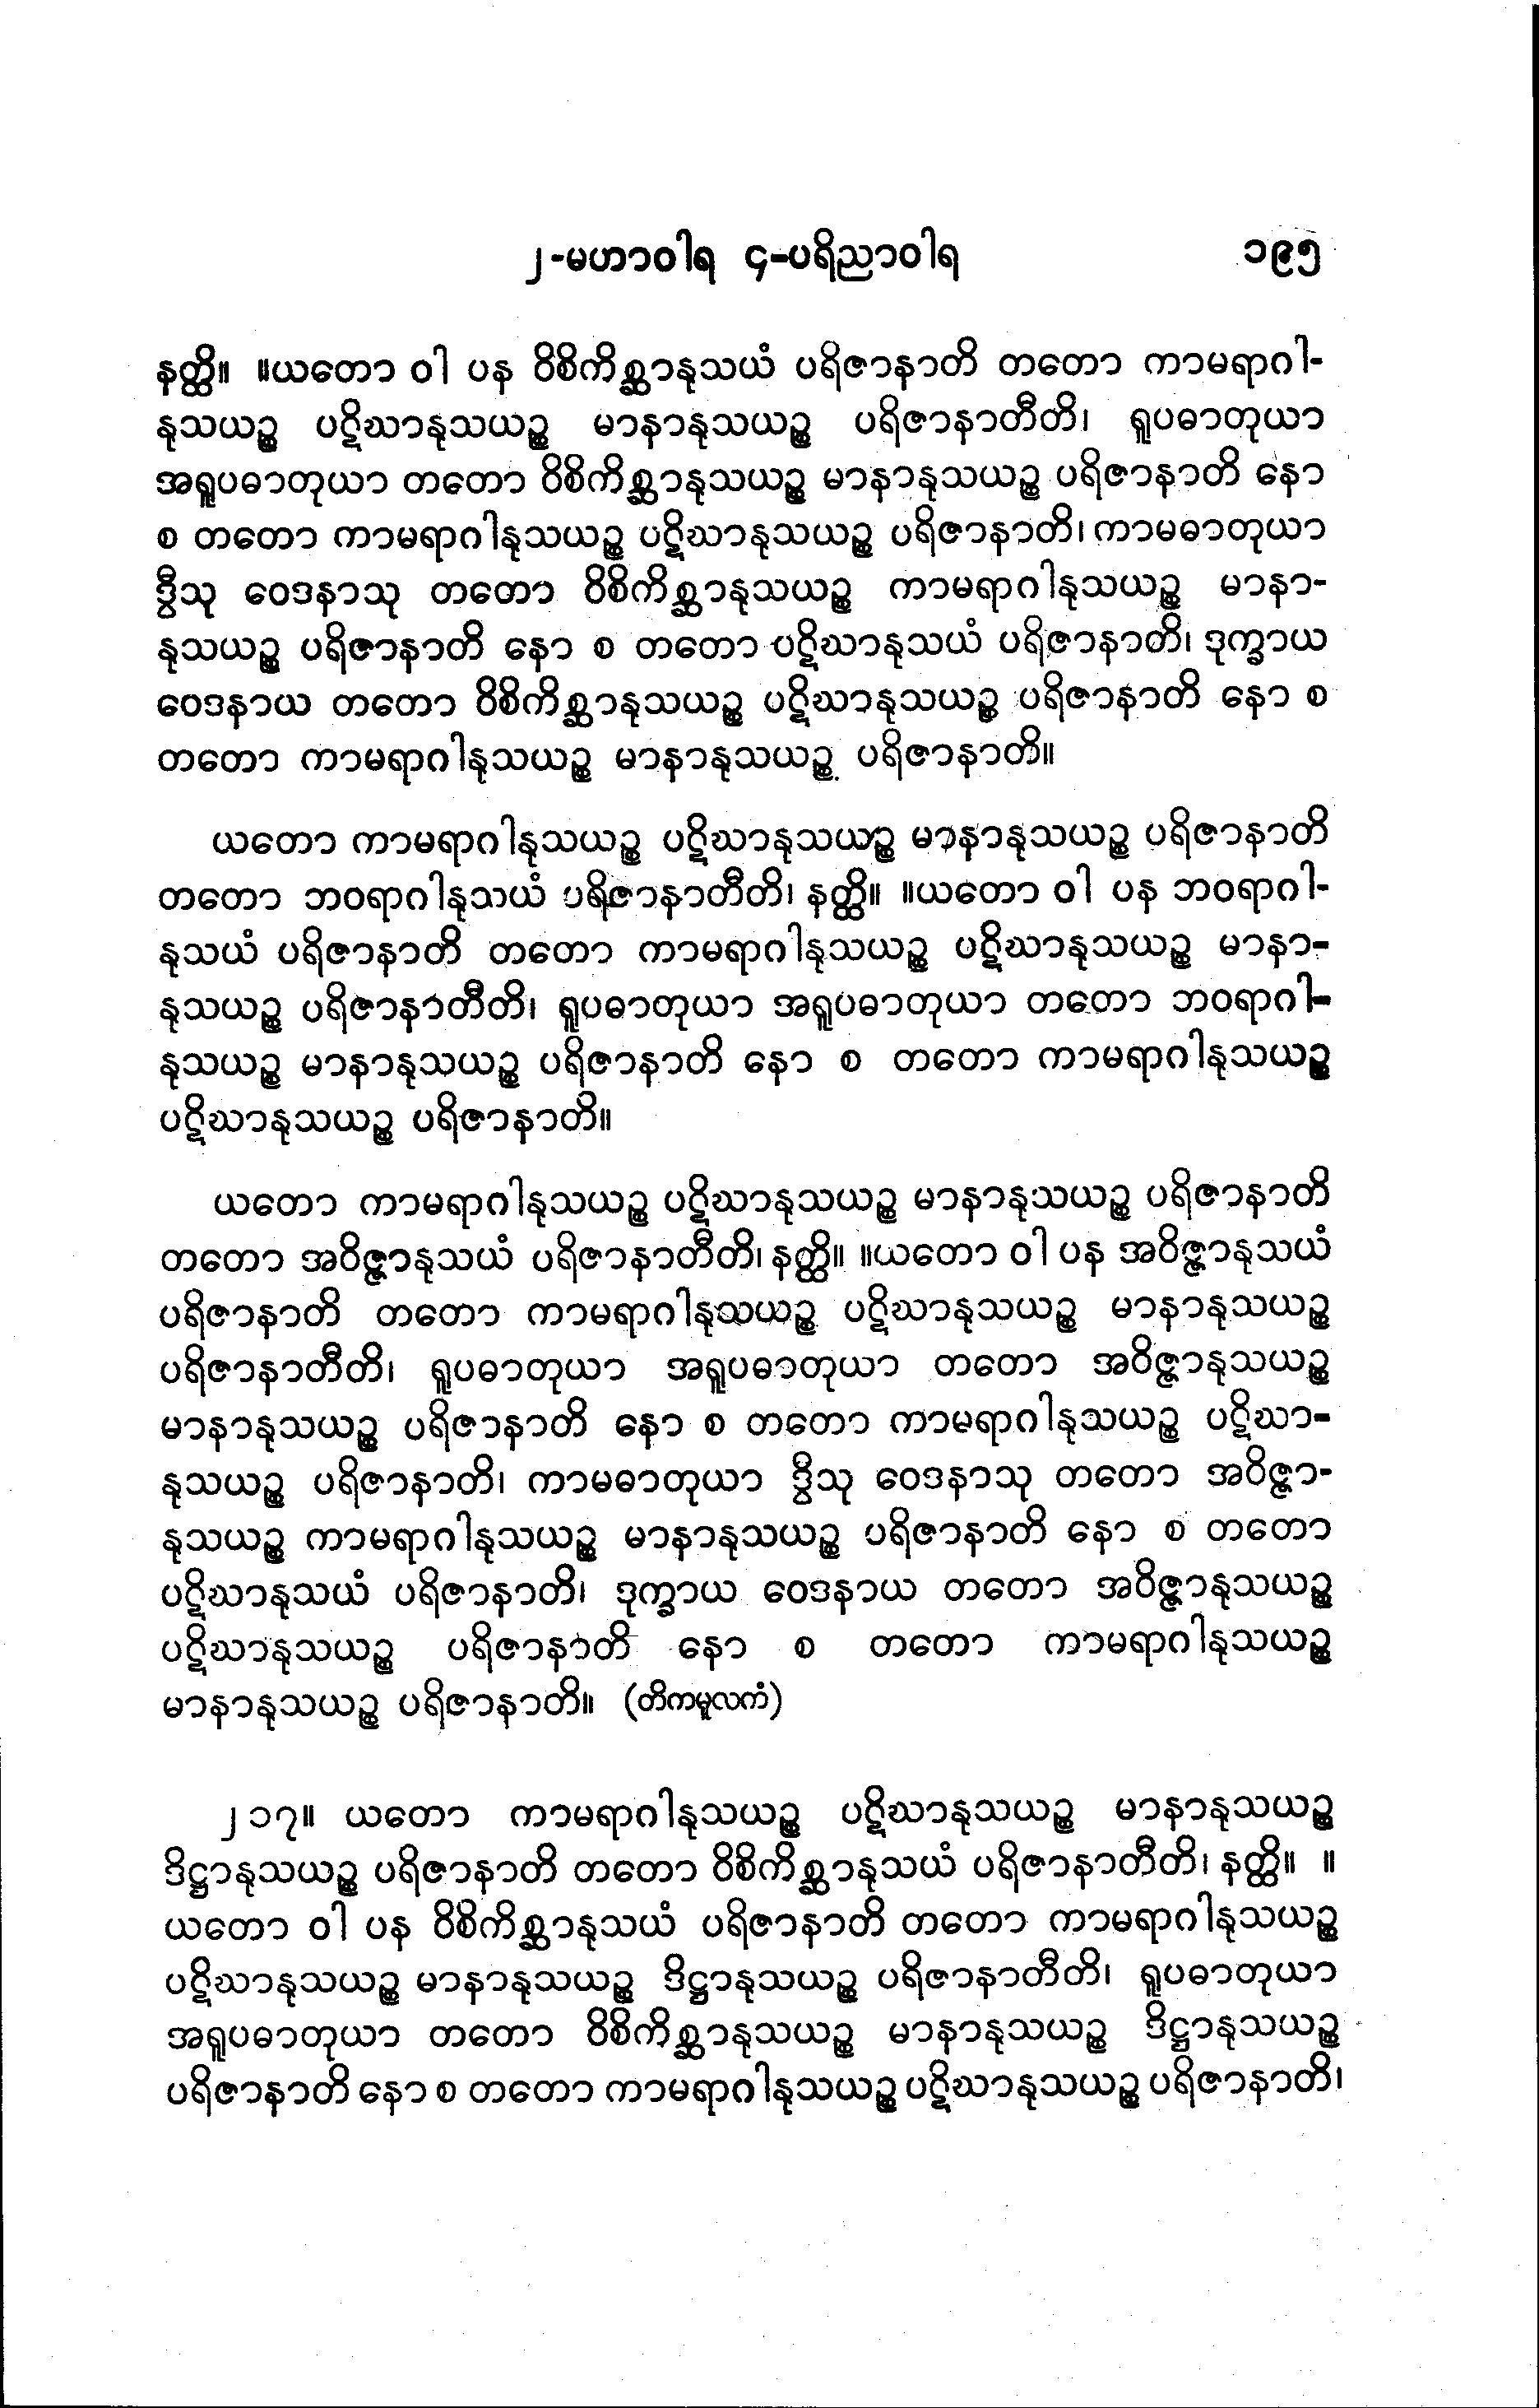 ၂-မဟာဝါရ ၄-ပရိညာဝါရ ၁၉၅
နတ္ထိ။ ။ယတော ဝါ ပန ဝိစိကိစ္ဆာနုသယံ ပရိဇာနာတိ တတော ကာမရာဂါ-
နုသယဉ္စ ပဋိဃာနုသယဉ္စ မာနာနုသယဉ္စ ပရိဇာနာတီတိ၊ ရူပဓာတုယာ
အရူပဓာတုယာ တတော ဝိစိကိစ္ဆာနုသယဉ္စ မာနာနုသယဉ္စ ပရိဇာနာတိ နော
စ တတော ကာမရာဂါနုသယဉ္စ ပဋိဃာနုသယဉ္စ ပရိဇာနာတိ၊ ကာမဓာတုယာ
ဒွီသု ဝေဒနာသု တတော ဝိစိကိစ္ဆာနုသယဉ္စ ကာမရာဂါနုသယဉ္စ မာနာ-
နုသယဉ္စ ပရိဇာနာတိ နော စ တတော ပဋိဃာနုသယံ ပရိဇာနာတိ၊ ဒုက္ခာယ
ဝေဒနာယ တတော ဝိစိကိစ္ဆာနုသယဉ္စ ပဋိဃာနုသယဉ္စ ပရိဇာနာတိ နော စ
တတော ကာမရာဂါနုသယဉ္စ မာနာနုသယဉ္စ ပရိဇာနာတိ။
ယတော ကာမရာဂါနုသယဉ္စ ပဋိဃာနုသယဉ္စ မာနာနုသယဉ္စ ပရိဇာနာတိ
တတော ဘဝရာဂါနုသယံ ပရိဇာနာတီတိ၊ နတ္ထိ။ ။ယတော ဝါ ပန ဘဝရာဂါ-
နုသယံ ပရိဇာနာတိ တတော ကာမရာဂါနုသယဉ္စ ပဋိဃာနုသယဉ္စ မာနာ-
နုသယဉ္စ ပရိဇာနာတီတိ၊ ရူပဓာတုယာ အရူပဓာတုယာ တတော ဘဝရာဂါ-
နုသယဉ္စ မာနာနုသယဉ္စ ပရိဇာနာတိ နော စ တတော ကာမရာဂါနုသယဉ္စ
ပဋိဃာနုသယဉ္စ ပရိဇာနာတိ။
ယတော ကာမရာဂါနုသယဉ္စ ပဋိဃာနုသယဉ္စ မာနာနုသယဉ္စ ပရိဇာနာတိ
တတော အဝိဇ္ဇာနုသယံ ပရိဇာနာတီတိ၊ နတ္ထိ။ ။ယတော ဝါ ပန အဝိဇ္ဇာနုသယံ
ပရိဇာနာတိ တတော ကာမရာဂါနုသယဉ္စ ပဋိဃာနုသယဉ္စ မာနာနုသယဉ္စ
ပရိဇာနာတီတိ၊ ရူပဓာတုယာ အရူပဓာတုယာ တတော အဝိဇ္ဇာနုသယဉ္စ
မာနာနုသယဉ္စ ပရိဇာနာတိ နော စ တတော ကာမရာဂါနုသယဉ္စ ပဋိဃာ-
နုသယဉ္စ ပရိဇာနာတိ၊ ကာမဓာတုယာ ဒွီသု ဝေဒနာသု တတော အဝိဇ္ဇာ-
နုသယဉ္စ ကာမရာဂါနုသယဉ္စ မာနာနုသယဉ္စ ပရိဇာနာတိ နော စ တတော
ပဋိဃာနုသယံ ပရိဇာနာတိ၊ ဒုက္ခာယ ဝေဒနာယ တတော အဝိဇ္ဇာနုသယဉ္စ
ပဋိဃာနုသယဉ္စ ပရိဇာနာတိ နော စ တတော ကာမရာဂါနုသယဉ္စ
မာနာနုသယဉ္စ ပရိဇာနာတိ။ (တိကမူလကံ)
၂၁၇။ ယတော ကာမရာဂါနုသယဉ္စ ပဋိဃာနုသယဉ္စ မာနာနုသယဉ္စ
ဒိဋ္ဌာနုသယဉ္စ ပရိဇာနာတိ တတော ဝိစိကိစ္ဆာနုသယံ ပရိဇာနာတီတိ၊ နတ္ထိ။ ။
ယတော ဝါ ပန ဝိစိကိစ္ဆာနုသယံ ပရိဇာနာတိ တတော ကာမရာဂါနုသယဉ္စ
ပဋိဃာနုသယဉ္စ မာနာနုသယဉ္စ ဒိဋ္ဌာနုသယဉ္စ ပရိဇာနာတီတိ၊ ရူပဓာတုယာ
အရူပဓာတုယာ တတော ဝိစိကိစ္ဆာနုသယဉ္စ မာနာနုသယဉ္စ ဒိဋ္ဌာနုသယဉ္စ
ပရိဇာနာတိ နော စ တတော ကာမရာဂါနုသယဉ္စ ပဋိဃာနုသယဉ္စ ပရိဇာနာတိ၊